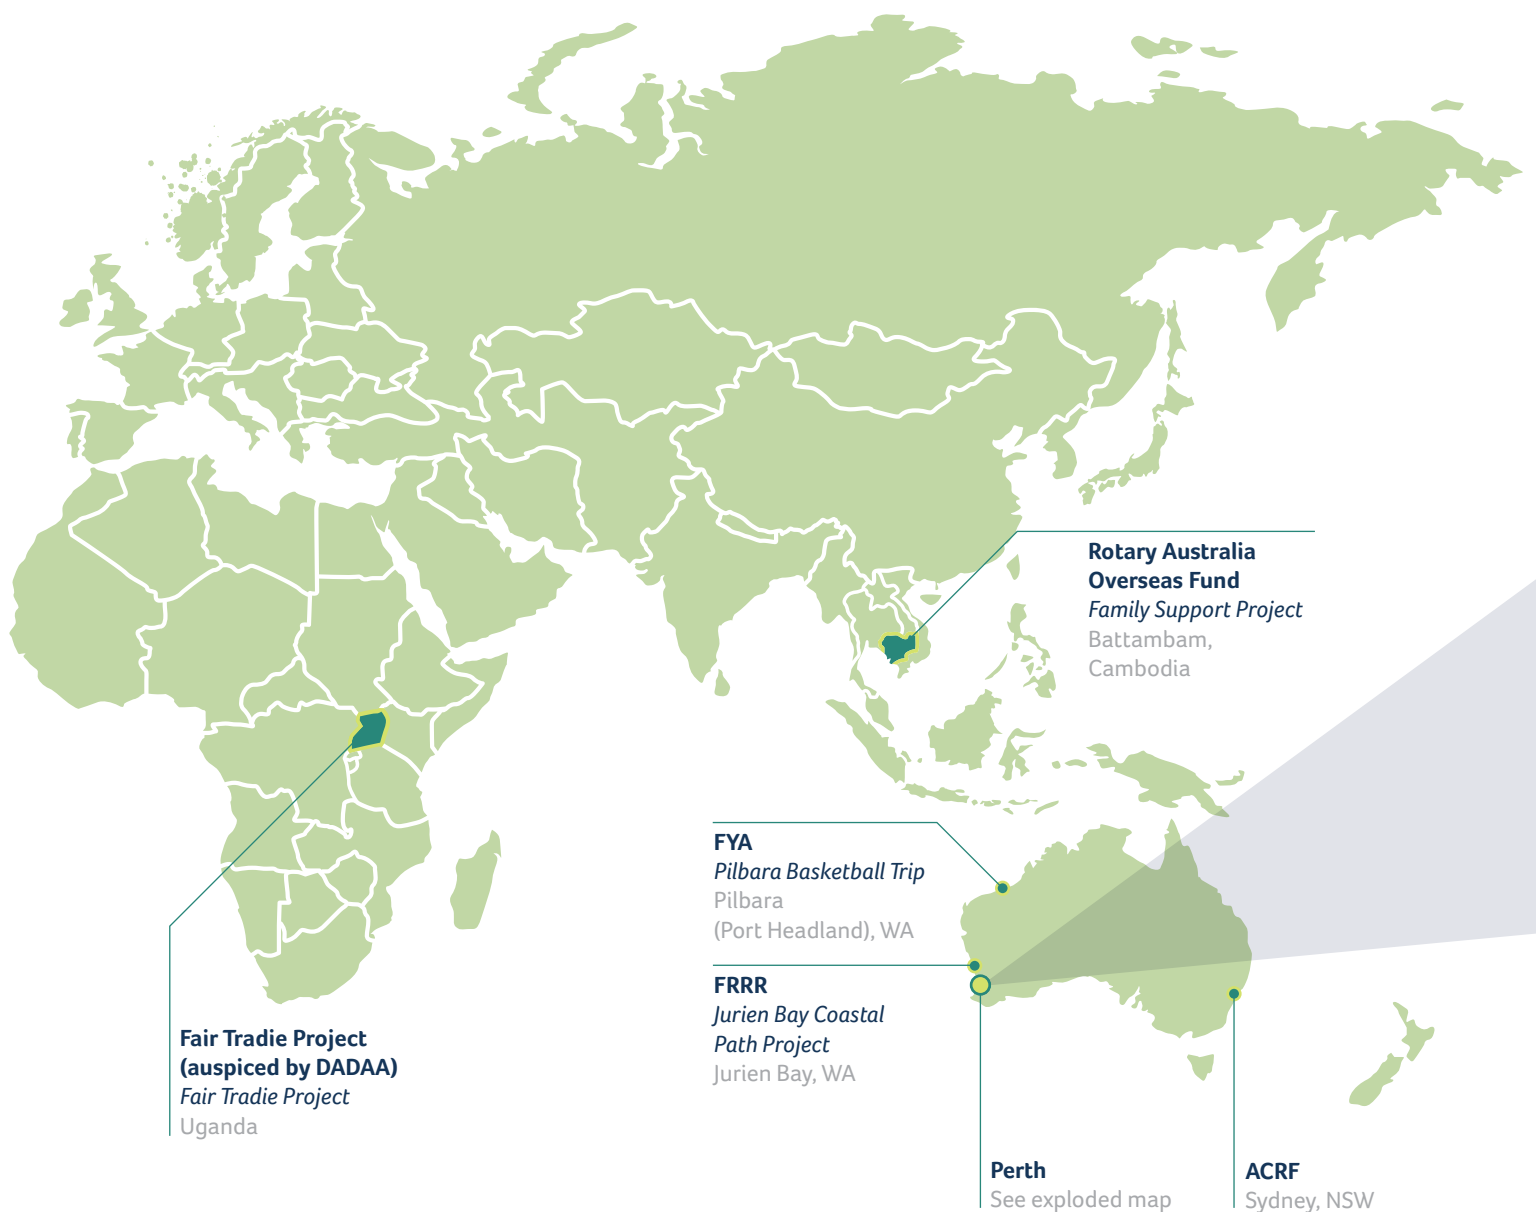 Rotary Australia
Overseas Fund
Family Support Project
Battambam,
Cambodia
FYA
Pilbara Basketball Trip
Pilbara
(Port Headland), WA
FRRR
Jurien Bay Coastal
Path Project
Jurien Bay, WA
Fair Tradie Project
(auspiced by DADAA)
Fair Tradie Project
Uganda
Perth
See exploded map
ACRF
Sydney, NSW